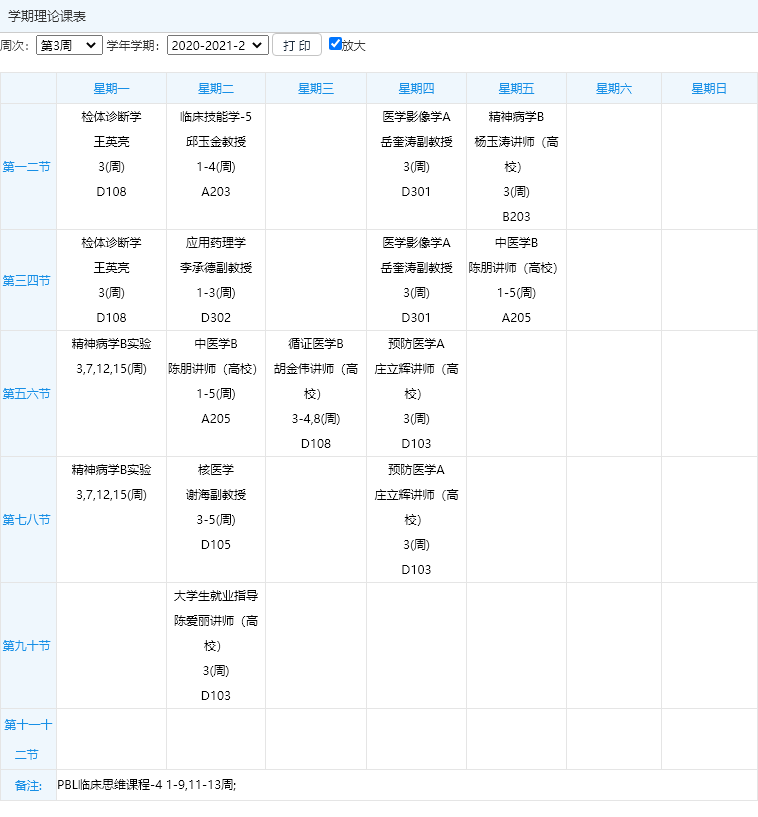 学期理论课表
周次: 第3周 学年学期: 2020-2021-2 打 印 放大
星期一 星期二 星期三 星期四 星期五 星期六 星期日
第一二节
检体诊断学
王英亮
3(周)
D108
临床技能学-5
邱玉金教授
1-4(周)
A203
医学影像学A
岳奎涛副教授
3(周)
D301
精神病学B
杨玉涛讲师（高
校）
3(周)
B203
第三四节
检体诊断学
王英亮
3(周)
D108
应用药理学
李承德副教授
1-3(周)
D302
医学影像学A
岳奎涛副教授
3(周)
D301
中医学B
陈朋讲师（高校）
1-5(周)
A205
第五六节
精神病学B实验
3,7,12,15(周)
中医学B
陈朋讲师（高校）
1-5(周)
A205
循证医学B
胡金伟讲师（高
校）
3-4,8(周)
D108
预防医学A
庄立辉讲师（高
校）
3(周)
D103
第七八节
精神病学B实验
3,7,12,15(周)
核医学
谢海副教授
3-5(周)
D105
预防医学A
庄立辉讲师（高
校）
3(周)
D103
第九十节
大学生就业指导
陈爱丽讲师（高
校）
3(周)
D103
第十一十
二节
备注: PBL临床思维课程-4 1-9,11-13周;